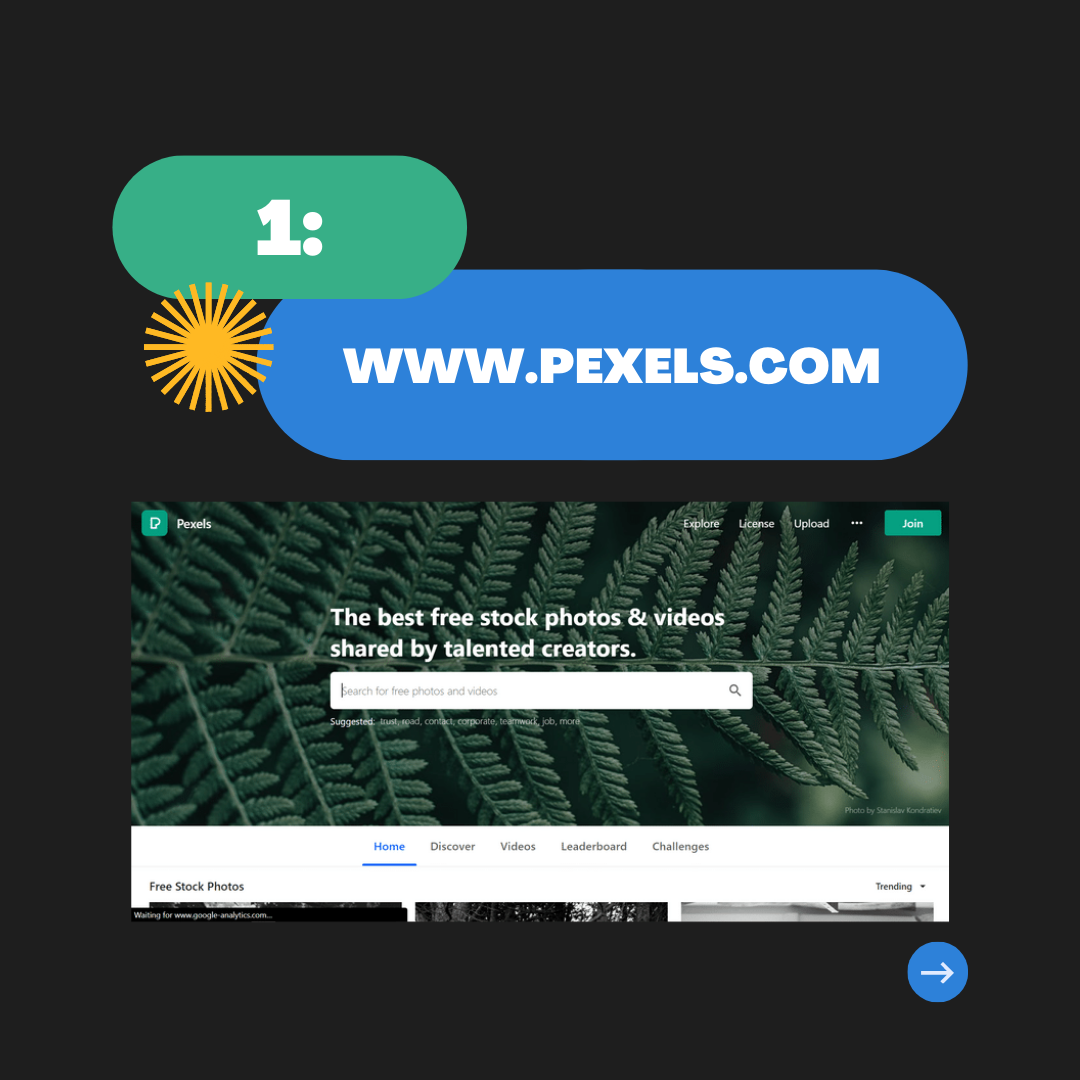 1:
WWW.PEXELS.COM
Pexels
Explore License Upload ••• Join
The best free stock photos & videos
shared by talented creators.
Search for free photos and videos
Suggested: trust, road, contact, corporate, teamwork, job, more
Photo by Stanislav Kondratiev
Home Discover Videos Leaderboard Challenges
Free Stock Photos
Trending
Waiting for www.google-analytics.com...